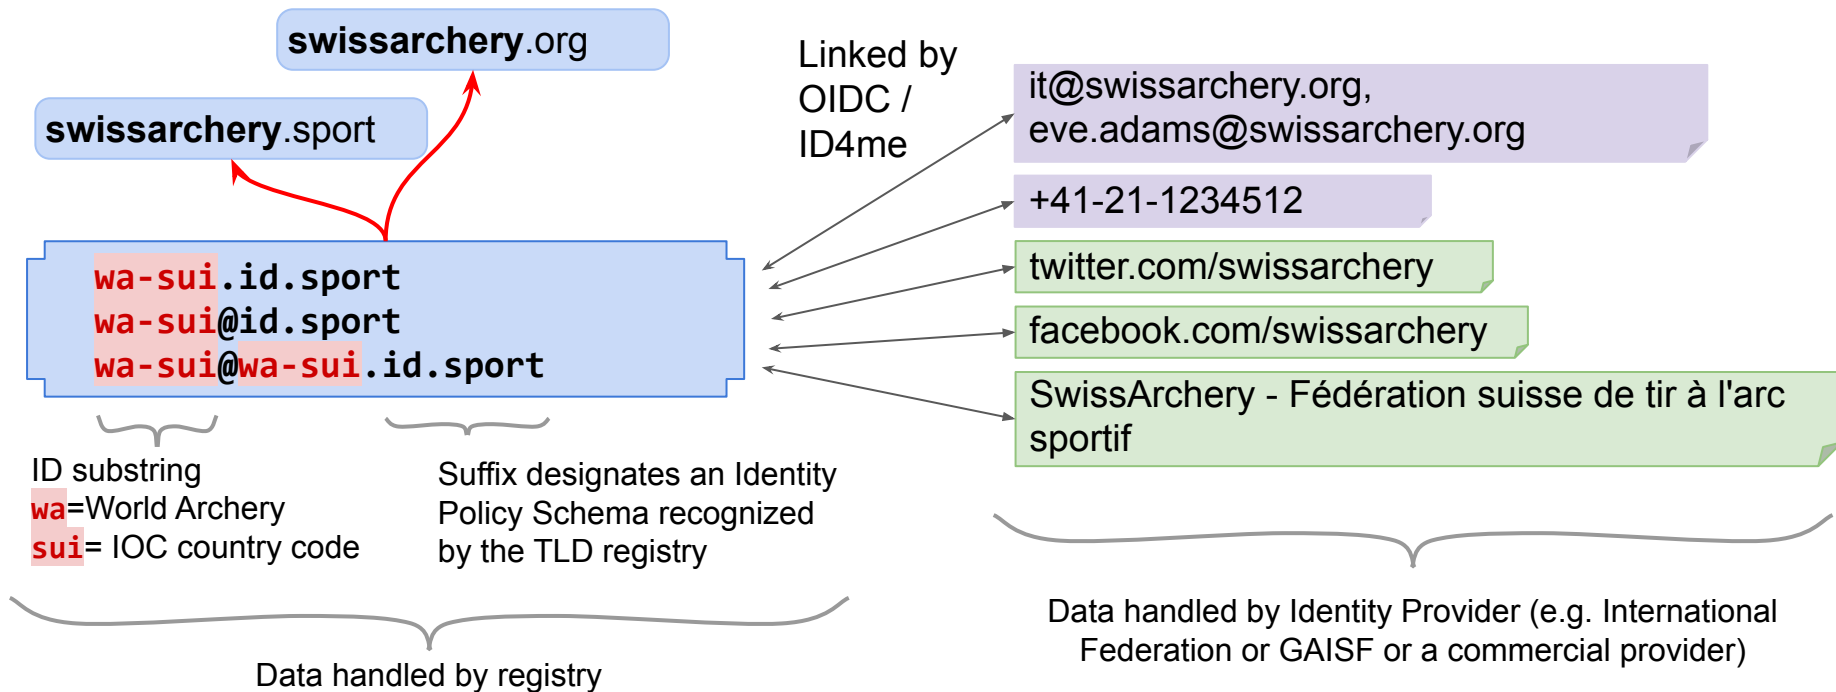 swissarchery.org
swissarchery.sport
Linked by
OIDC /
ID4me
it@swissarchery.org,
eve.adams@swissarchery.org
+41-21-1234512
twitter.com/swissarchery
facebook.com/swissarchery
SwissArchery - Fédération suisse de tir à l'arc
sportif
wa-sui.id.sport
wa-sui@id.sport
wa-sui@wa-sui.id.sport
ID substring
wa=World Archery
sui= IOC country code
Suffix designates an Identity
Policy Schema recognized
by the TLD registry
Data handled by registry
Data handled by Identity Provider (e.g. International
Federation or GAISF or a commercial provider)